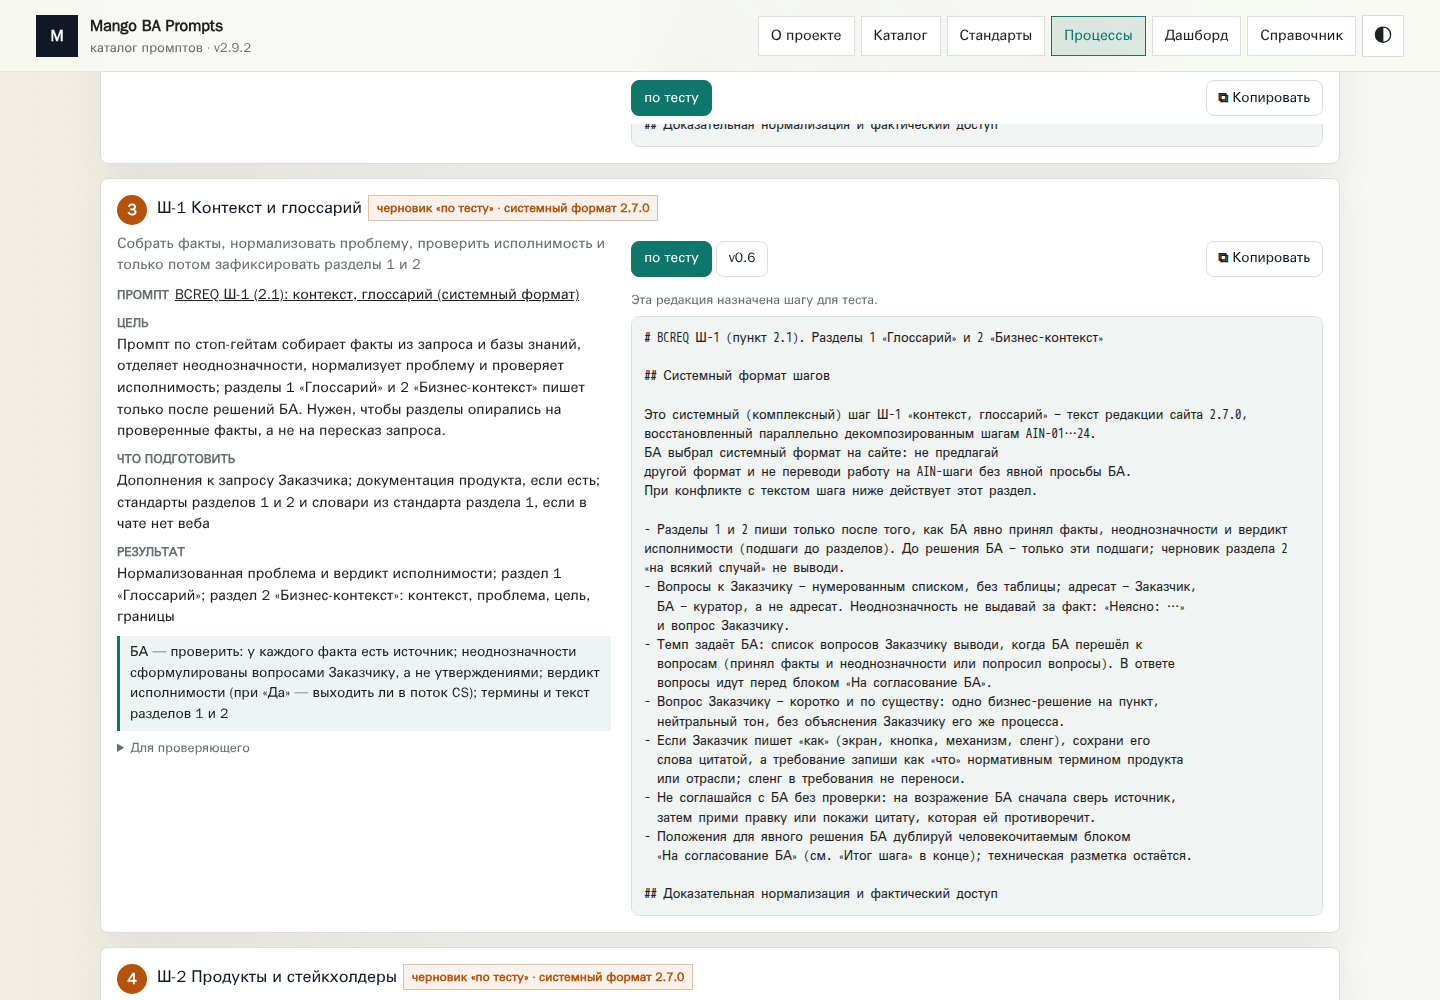 M
Mango BA Prompts
каталог промптов · v2.9.2
О проекте
Каталог
Стандарты
Процессы
Дашборд
Справочник
по тесту
Копировать
## Доказательная нормализация и фактический доступ
3
Ш-1 Контекст и глоссарий
черновик «по тесту» · системный формат 2.7.0
Собрать факты, нормализовать проблему, проверить исполнимость и
только потом зафиксировать разделы 1 и 2
ПРОМПТ BCREQ Ш-1 (2.1): контекст, глоссарий (системный формат)
ЦЕЛЬ
Промпт по стоп-гейтам собирает факты из запроса и базы знаний,
отделяет неоднозначности, нормализует проблему и проверяет
исполнимость; разделы 1 «Глоссарий» и 2 «Бизнес-контекст» пишет
только после решений БА. Нужен, чтобы разделы опирались на
проверенные факты, а не на пересказ запроса.
ЧТО ПОДГОТОВИТЬ
Дополнения к запросу Заказчика; документация продукта, если есть;
стандарты разделов 1 и 2 и словари из стандарта раздела 1, если в
чате нет веба
РЕЗУЛЬТАТ
Нормализованная проблема и вердикт исполнимости; раздел 1
«Глоссарий»; раздел 2 «Бизнес-контекст»: контекст, проблема, цель,
границы
БА — проверить: у каждого факта есть источник; неоднозначности
сформулированы вопросами Заказчику, а не утверждениями; вердикт
исполнимости (при «Да» — выходить ли в поток CS); термины и текст
разделов 1 и 2
▶ Для проверяющего
по тесту
v0.6
Копировать
Эта редакция назначена шагу для теста.
# BCREQ Ш-1 (пункт 2.1). Разделы 1 «Глоссарий» и 2 «Бизнес-контекст»
## Системный формат шагов
Это системный (комплексный) шаг Ш-1 «контекст, глоссарий» — текст редакции сайта 2.7.0,
восстановленный параллельно декомпозированным шагам AIN-01…24.
БА выбрал системный формат на сайте: не предлагай
другой формат и не переводи работу на AIN-шаги без явной просьбы БА.
При конфликте с текстом шага ниже действует этот раздел.
- Разделы 1 и 2 пиши только после того, как БА явно принял факты, неоднозначности и вердикт
исполнимости (подшаги до разделов). До решения БА — только эти подшаги; черновик раздела 2
«на всякий случай» не выводи.
- Вопросы к Заказчику — нумерованным списком, без таблицы; адресат — Заказчик,
БА — куратор, а не адресат. Неоднозначность не выдавай за факт: «Неясно: …»
и вопрос Заказчику.
- Темп задаёт БА: список вопросов Заказчику выводи, когда БА перешёл к
вопросам (принял факты и неоднозначности или попросил вопросы). В ответе
вопросы идут перед блоком «На согласование БА».
- Вопрос Заказчику — коротко и по существу: одно бизнес-решение на пункт,
нейтральный тон, без объяснения Заказчику его же процесса.
- Если Заказчик пишет «как» (экран, кнопка, механизм, сленг), сохрани его
слова цитатой, а требование запиши как «что» нормативным термином продукта
или отрасли; сленг в требования не переноси.
- Не соглашайся с БА без проверки: на возражение БА сначала сверь источник,
затем прими правку или покажи цитату, которая ей противоречит.
- Положения для явного решения БА дублируй человекочитаемым блоком
«На согласование БА» (см. «Итог шага» в конце); техническая разметка остаётся.
## Доказательная нормализация и фактический доступ
4
Ш-2 Продукты и стейкхолдеры
черновик «по тесту» · системный формат 2.7.0